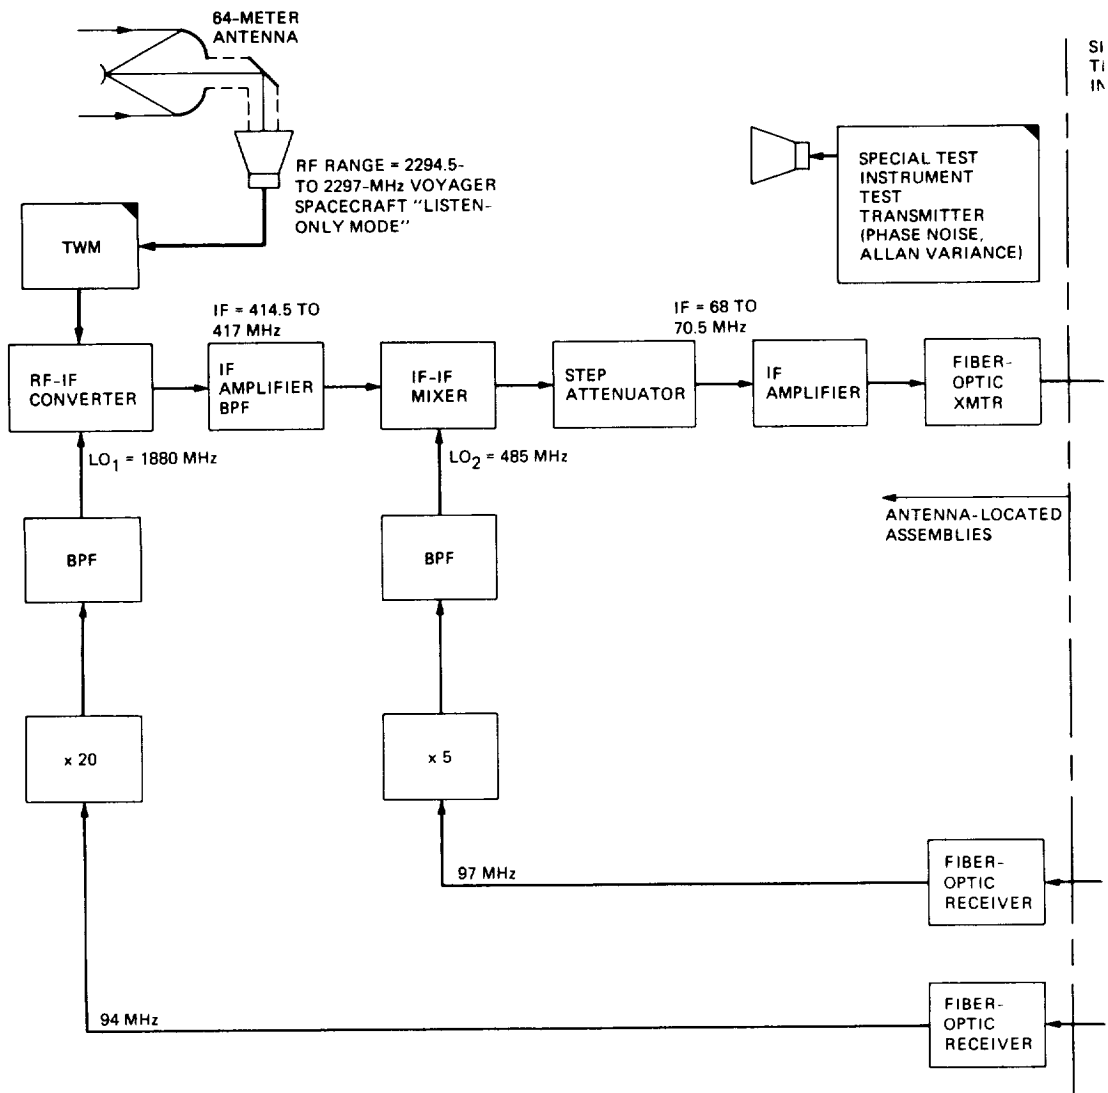 64-METER
ANTENNA
RF RANGE = 2294.5-
TO 2297-MHz VOYAGER
SPACECRAFT "LISTEN-
ONLY MODE"
SPECIAL TEST
INSTRUMENT
TEST
TRANSMITTER
(PHASE NOISE,
ALLAN VARIANCE)
TWM
IF = 414.5 TO
417 MHz
IF = 68 TO
70.5 MHz
RF-IF
CONVERTER
IF
AMPLIFIER
BPF
IF-IF
MIXER
STEP
ATTENUATOR
IF
AMPLIFIER
FIBER-
OPTIC
XMTR
LO1 = 1880 MHz
LO2 = 485 MHz
ANTENNA-LOCATED
ASSEMBLIES
BPF
BPF
x 20
x 5
97 MHz
FIBER-
OPTIC
RECEIVER
94 MHz
FIBER-
OPTIC
RECEIVER